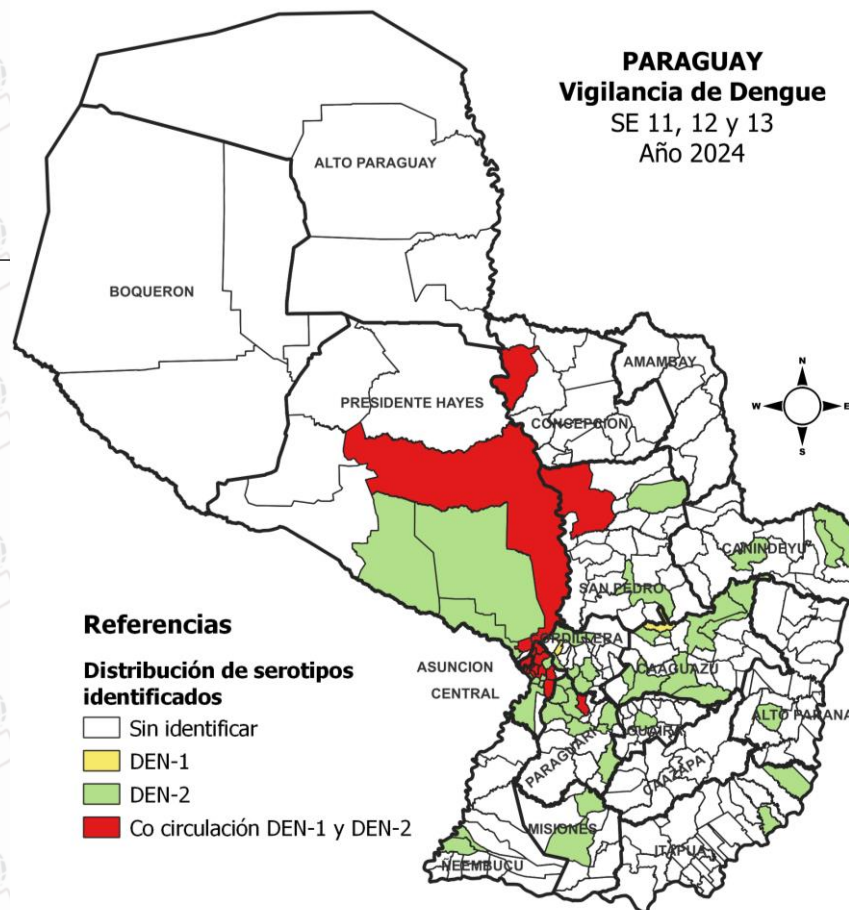 PARAGUAY
Vigilancia de Dengue
SE 11, 12 y 13
Año 2024
ALTO PARAGUAY
BOQUERON
PRESIDENTE HAYES
AMAMBAY
CONCEPCION
N
W
E
S
CANINDEYU
SAN PEDRO
CORDILLERA
ASUNCION
CENTRAL
CAAGUAZU
ALTO PARANA
GUAIRA
PARAGUARI
CAAZAPA
MISIONES
ITAPUA
ÑEEMBUCU
Referencias
Distribución de serotipos
identificados
Sin identificar
DEN-1
DEN-2
Co circulación DEN-1 y DEN-2